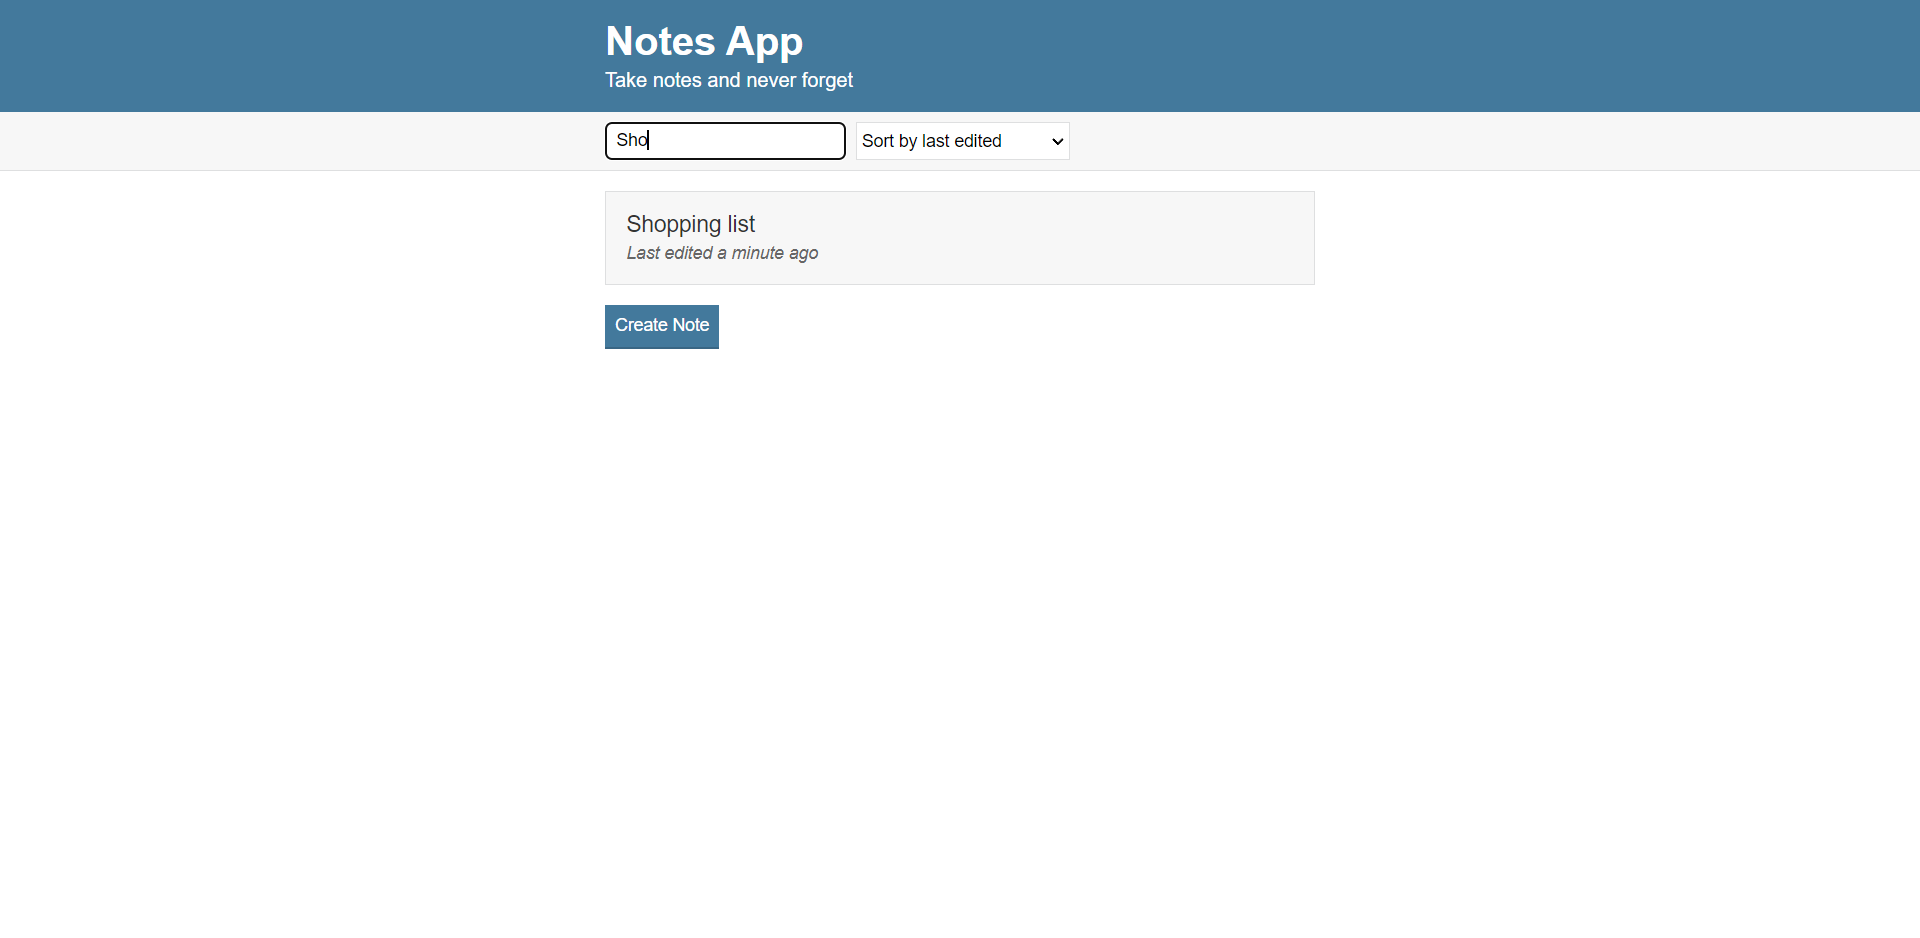 Notes App
Take notes and never forget
Sho
Sort by last edited
Shopping list
Last edited a minute ago
Create Note